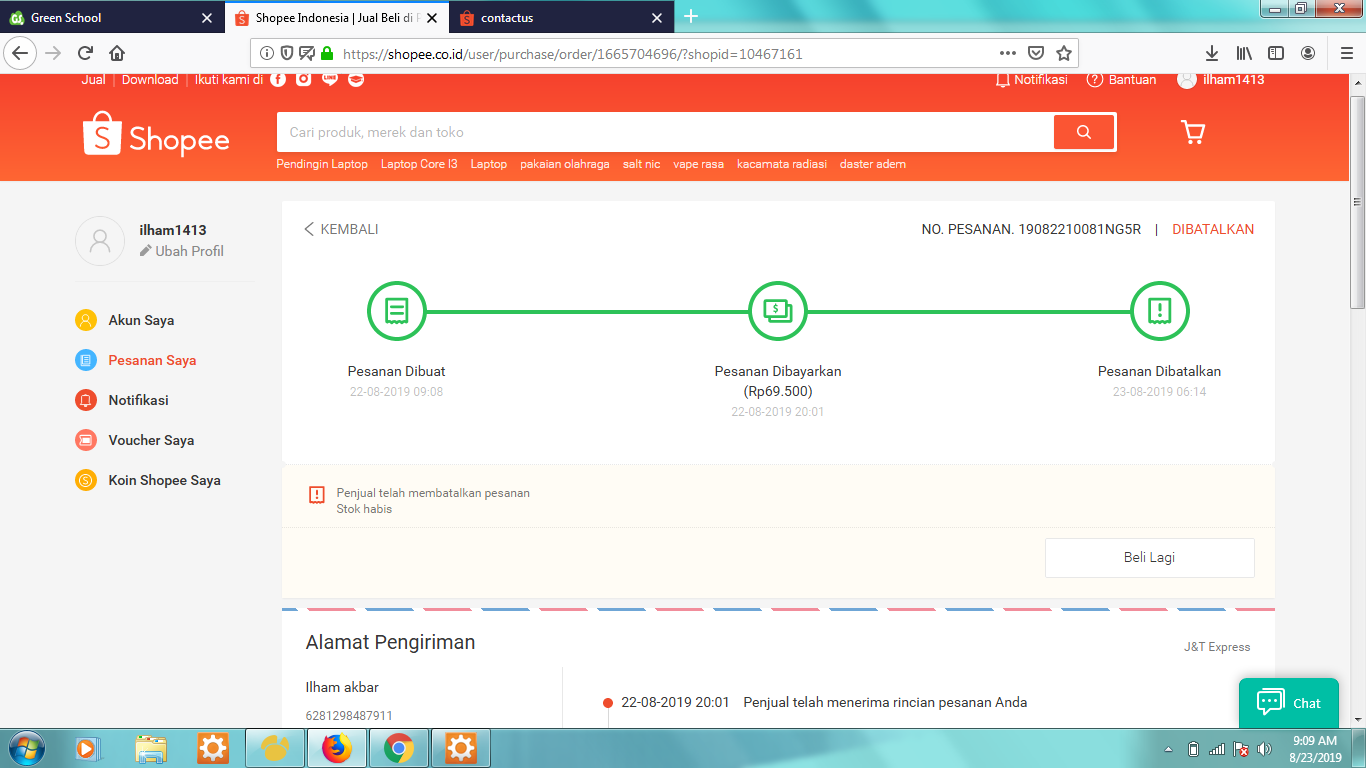 Green School
Shopee Indonesia | Jual Beli di P
contactus
https://shopee.co.id/user/purchase/order/1665704696/?shopid=10467161
Jual | Download | Ikuti kami di
Notifikasi
Bantuan
ilham1413
Shopee
Cari produk, merek dan toko
Pendingin Laptop Laptop Core I3 Laptop pakaian olahraga salt nic vape rasa kacamata radiasi daster adem
ilham1413
Ubah Profil
Akun Saya
Pesanan Saya
Notifikasi
Voucher Saya
Koin Shopee Saya
KEMBALI
NO. PESANAN. 19082210081NG5R | DIBATALKAN
Pesanan Dibuat
22-08-2019 09:08
Pesanan Dibayarkan
(Rp69.500)
22-08-2019 20:01
Pesanan Dibatalkan
23-08-2019 06:14
Penjual telah membatalkan pesanan
Stok habis
Beli Lagi
Alamat Pengiriman
J&T Express
Ilham akbar
6281298487911
22-08-2019 20:01 Penjual telah menerima rincian pesanan Anda
Chat
9:09 AM
8/23/2019